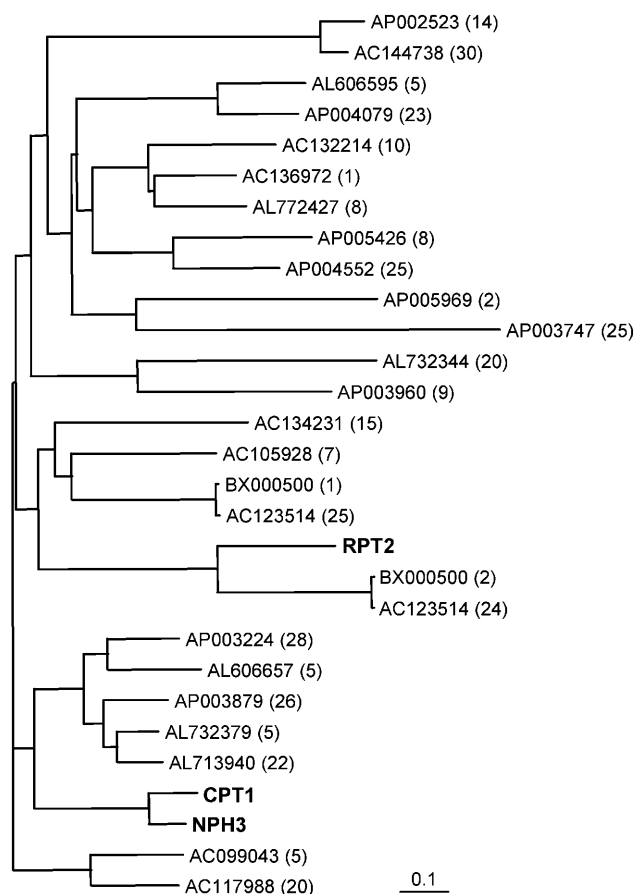 AP002523 (14)
AC144738 (30)
AL606595 (5)
AP004079 (23)
AC132214 (10)
AC136972 (1)
AL772427 (8)
AP005426 (8)
AP004552 (25)
AP005969 (2)
AP003747 (25)
AL732344 (20)
AP003960 (9)
AC134231 (15)
AC105928 (7)
BX000500 (1)
AC123514 (25)
RPT2
BX000500 (2)
AC123514 (24)
AP003224 (28)
AL606657 (5)
AP003879 (26)
AL732379 (5)
AL713940 (22)
CPT1
NPH3
AC099043 (5)
AC117988 (20)
0.1